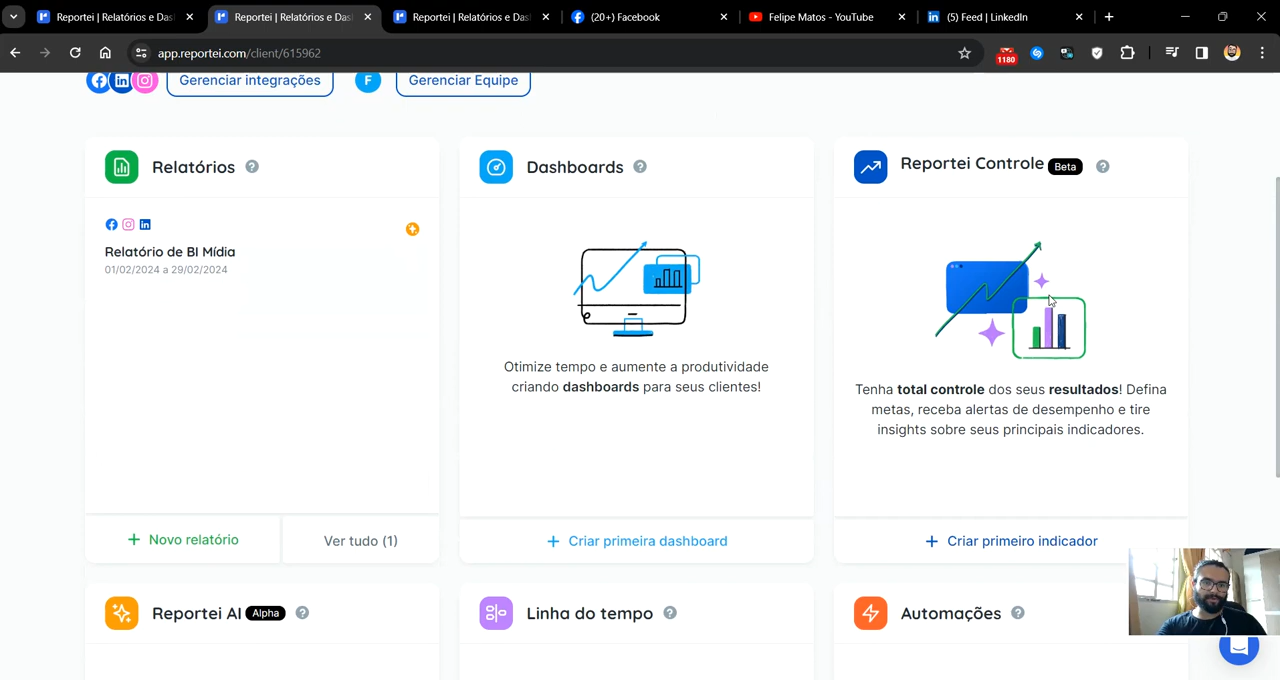 Reportei | Relatórios e Das
Reportei | Relatórios e Das
Reportei | Relatórios e Das
(20+) Facebook
Felipe Matos - YouTube
(5) Feed | LinkedIn
app.reportei.com/client/615962
1180
Gerenciar integrações
F
Gerenciar Equipe
Relatórios
Relatório de BI Mídia
01/02/2024 a 29/02/2024
+ Novo relatório
Ver tudo (1)
Dashboards
Otimize tempo e aumente a produtividade
criando dashboards para seus clientes!
+ Criar primeira dashboard
Reportei Controle Beta
Tenha total controle dos seus resultados! Defina
metas, receba alertas de desempenho e tire
insights sobre seus principais indicadores.
+ Criar primeiro indicador
Reportei AI Alpha
Linha do tempo
Automações